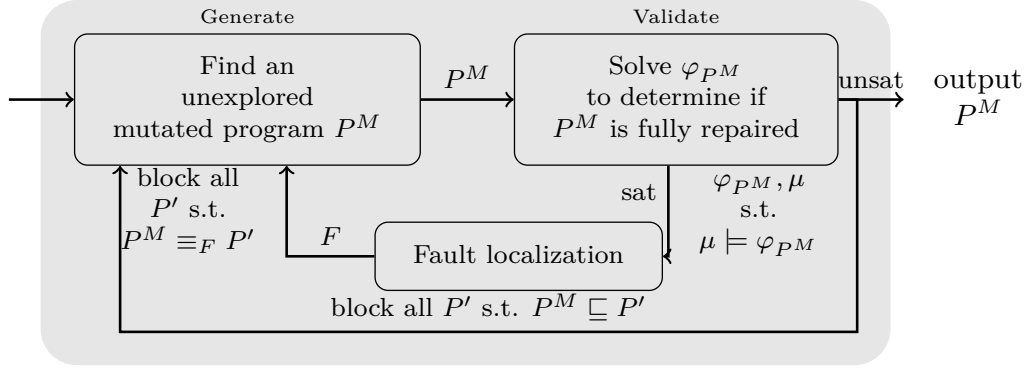 Generate
Validate
Find an
unexplored
mutated program P^M
P^M
Solve φ_{P^M}
to determine if
P^M is fully repaired
unsat
output
P^M
block all
P′ s.t.
P^M ≡_F P′
F
sat
φ_{P^M}, μ
s.t.
μ ⊨ φ_{P^M}
Fault localization
block all P′ s.t. P^M ⊑ P′